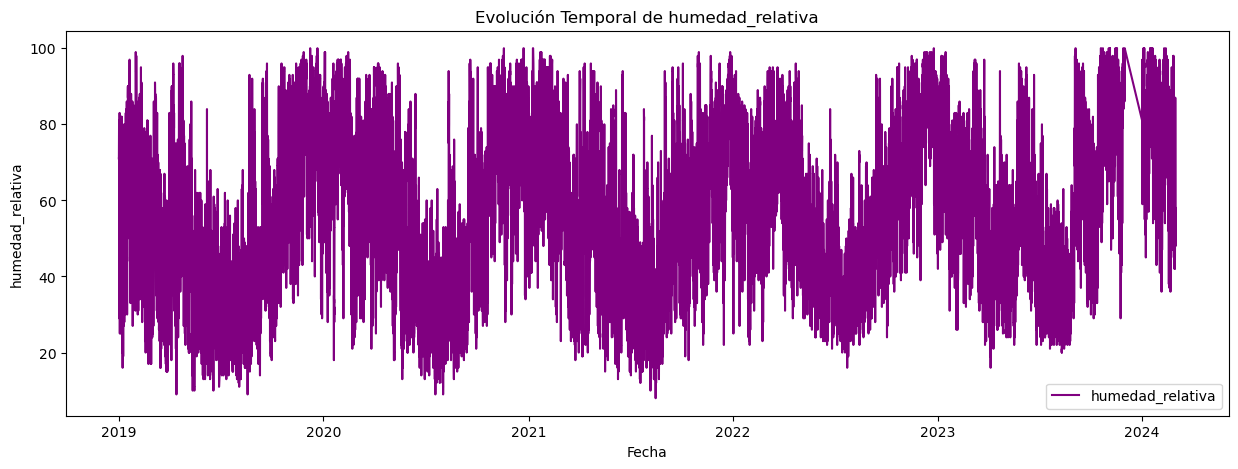 Evolución Temporal de humedad_relativa
humedad_relativa
100
80
60
40
20
humedad_relativa
2019
2020
2021
2022
2023
2024
Fecha